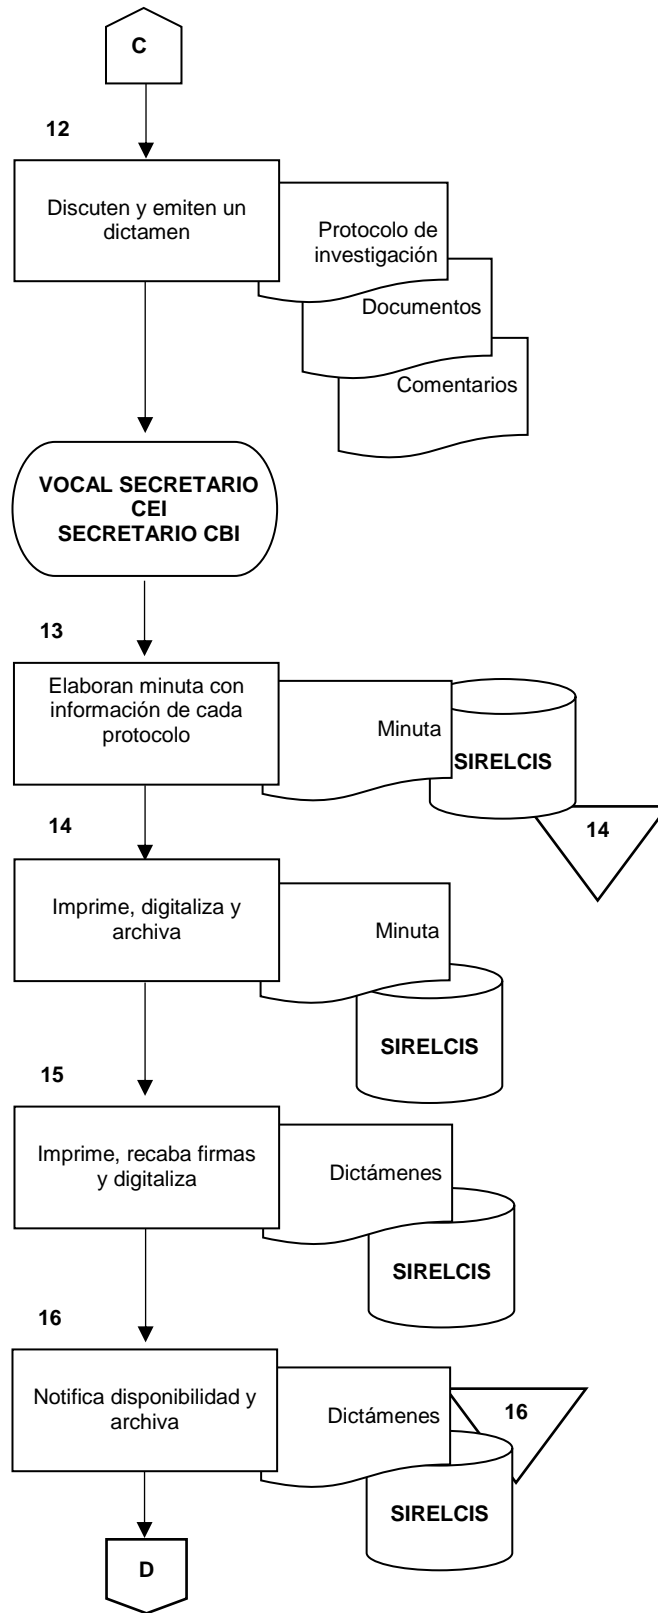 C
12
Discuten y emiten un
dictamen
Protocolo de
investigación
Documentos
Comentarios
VOCAL SECRETARIO
CEI
SECRETARIO CBI
13
Elaboran minuta con
información de cada
protocolo
Minuta
SIRELCIS
14
14
Imprime, digitaliza y
archiva
Minuta
SIRELCIS
15
Imprime, recaba firmas
y digitaliza
Dictámenes
SIRELCIS
16
Notifica disponibilidad y
archiva
Dictámenes
16
SIRELCIS
D